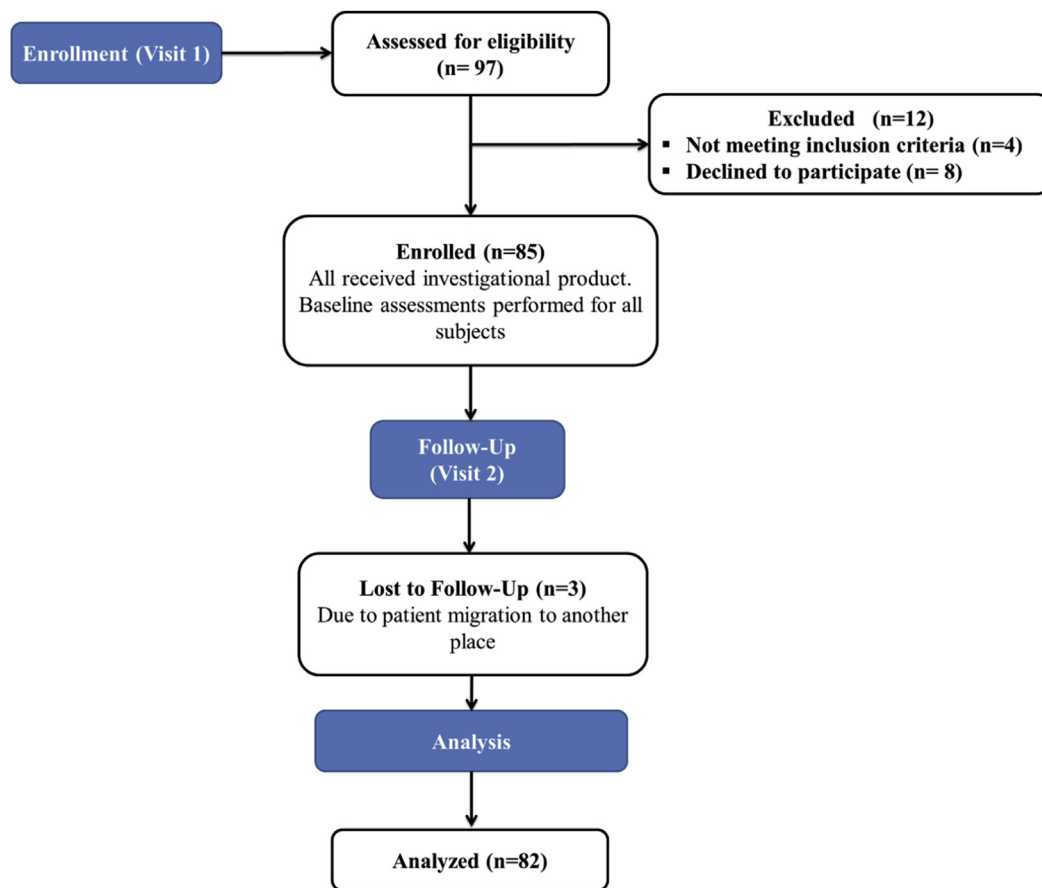 Enrollment (Visit 1)
Assessed for eligibility
(n= 97)
Excluded (n=12)
▪ Not meeting inclusion criteria (n=4)
▪ Declined to participate (n= 8)
Enrolled (n=85)
All received investigational product.
Baseline assessments performed for all
subjects
Follow-Up
(Visit 2)
Lost to Follow-Up (n=3)
Due to patient migration to another
place
Analysis
Analyzed (n=82)